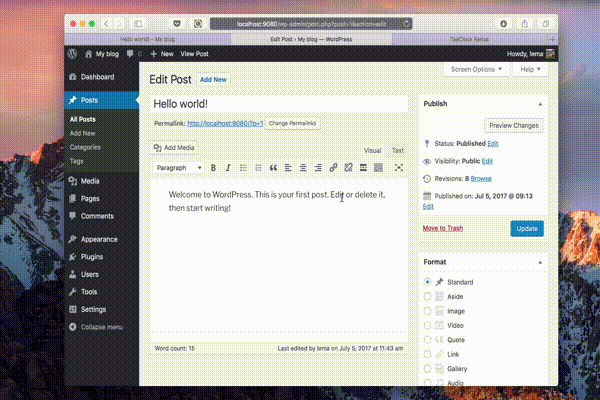 localhost:9080/wp-admin/post.php?post=1&action=edit
Hello world! – My blog
Edit Post ‹ My blog — WordPress
TeeClock Kenya
My blog
0
New
View Post
Howdy, lema
Dashboard
Posts
All Posts
Add New
Categories
Tags
Media
Pages
Comments
Appearance
Plugins
Users
Tools
Settings
Collapse menu
Screen Options
Help
Edit Post
Add New
Hello world!
Permalink: http://localhost:9080/?p=1
Change Permalinks
Add Media
Visual
Text
Paragraph
B
I
Welcome to WordPress. This is your first post. Edit or delete it,
then start writing!
Word count: 15
Last edited by lema on July 5, 2017 at 11:43 am
Publish
Preview Changes
Status: Published Edit
Visibility: Public Edit
Revisions: 8 Browse
Published on: Jul 5, 2017 @ 09:13
Edit
Move to Trash
Update
Format
Standard
Aside
Image
Video
Quote
Link
Gallery
Audio